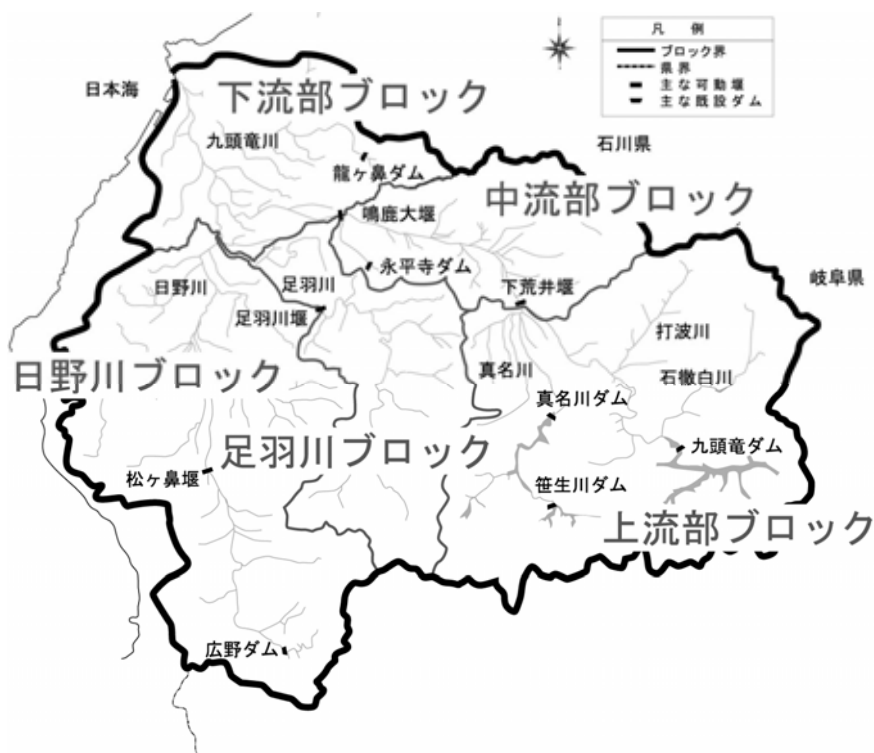 凡 例
ブロック界
県界
主な可動堰
主な既設ダム
日本海
下流部ブロック
九頭竜川
石川県
龍ヶ鼻ダム
中流部ブロック
鳴鹿大堰
永平寺ダム
岐阜県
日野川
足羽川
下荒井堰
足羽川堰
打波川
日野川ブロック
真名川
石徹白川
真名川ダム
足羽川ブロック
九頭竜ダム
松ヶ鼻堰
笹生川ダム
上流部ブロック
広野ダム